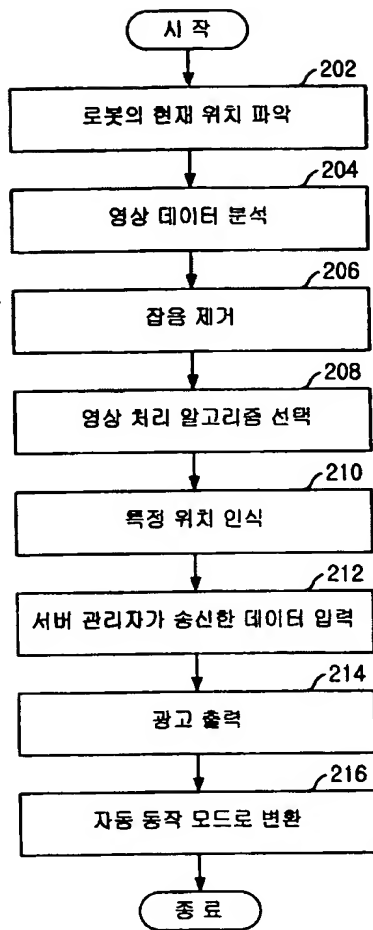 시 작
202
로봇의 현재 위치 파악
204
영상 데이터 분석
206
잡용 제거
208
영상 처리 알고리즘 선택
210
특정 위치 인식
212
서버 관리자가 송신한 데이터 입력
214
광고 출력
216
자동 동작 모드로 변환
종 료